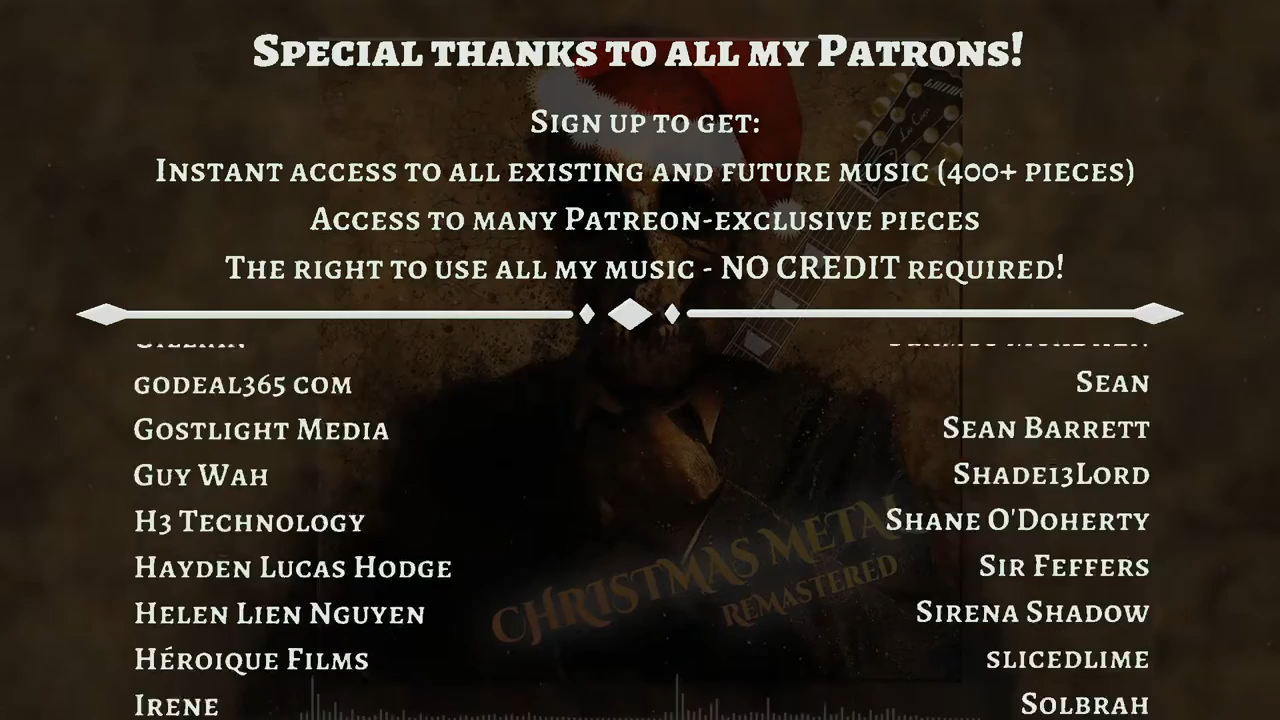 Special thanks to all my Patrons!
Sign up to get:
Instant access to all existing and future music (400+ pieces)
Access to many Patreon-exclusive pieces
The right to use all my music - NO CREDIT required!
godeal365 com
Gostlight Media
Guy Wah
H3 Technology
Hayden Lucas Hodge
Helen Lien Nguyen
Héroique Films
Irene
Sean
Sean Barrett
Shade13Lord
Shane O'Doherty
Sir Feffers
Sirena Shadow
slicedlime
Solbrah
Christmas Metal
Remastered